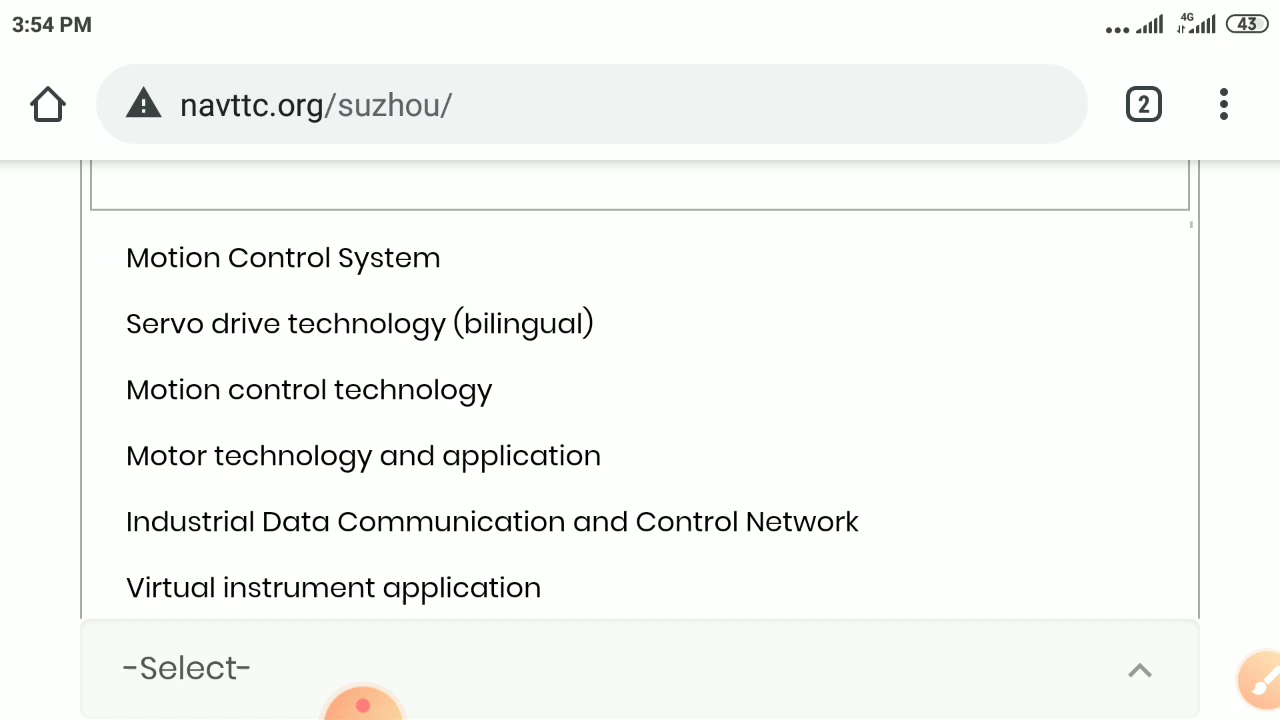 3:54 PM
4G
43
navttc.org/suzhou/
2
Motion Control System
Servo drive technology (bilingual)
Motion control technology
Motor technology and application
Industrial Data Communication and Control Network
Virtual instrument application
-Select-